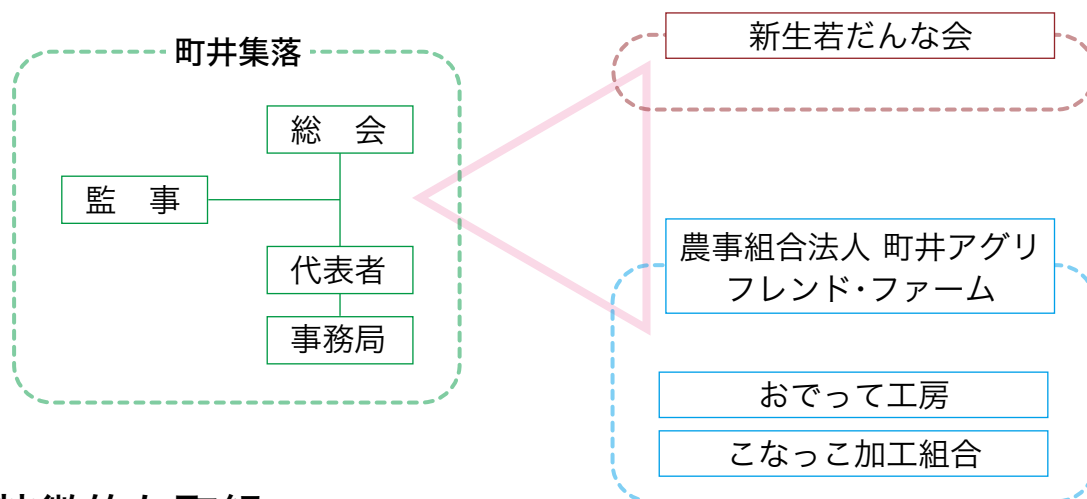 町井集落
総　会
監　事
代表者
事務局
新生若だんな会
農事組合法人 町井アグリ
フレンド・ファーム
おでって工房
こなっこ加工組合